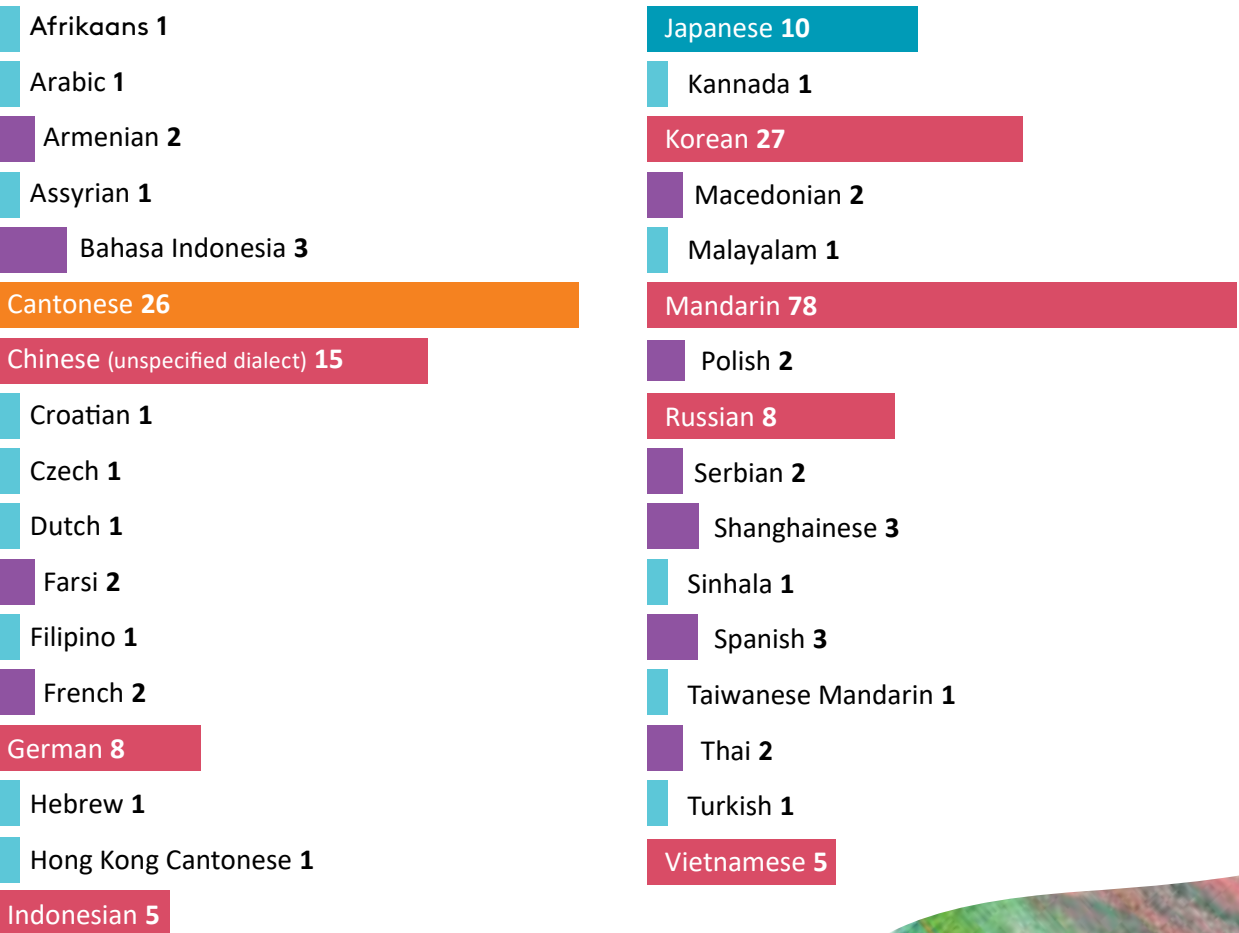 Afrikaans 1
Arabic 1
Armenian 2
Assyrian 1
Bahasa Indonesia 3
Cantonese 26
Chinese (unspecified dialect) 15
Croatian 1
Czech 1
Dutch 1
Farsi 2
Filipino 1
French 2
German 8
Hebrew 1
Hong Kong Cantonese 1
Indonesian 5
Japanese 10
Kannada 1
Korean 27
Macedonian 2
Malayalam 1
Mandarin 78
Polish 2
Russian 8
Serbian 2
Shanghainese 3
Sinhala 1
Spanish 3
Taiwanese Mandarin 1
Thai 2
Turkish 1
Vietnamese 5